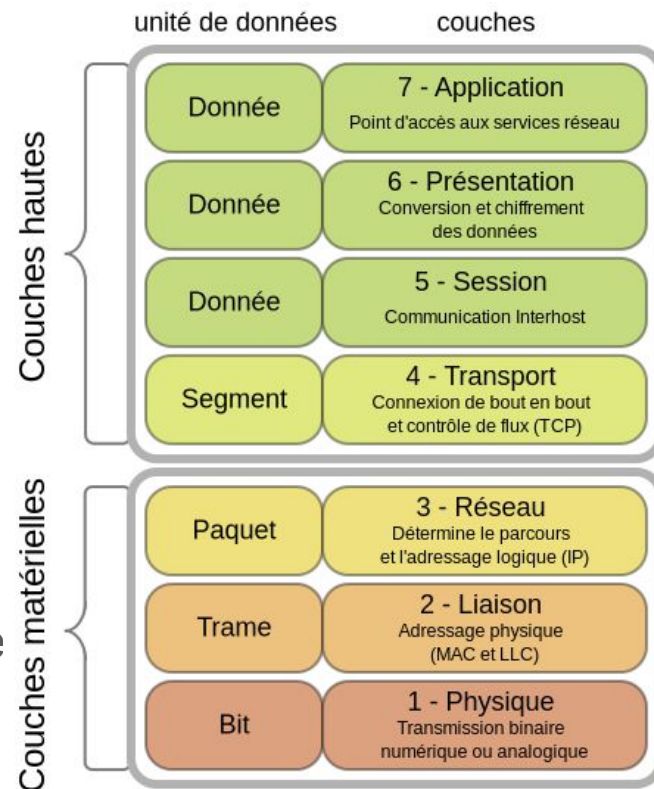 unité de données couches
Couches hautes
Donnée
7 - Application
Point d'accès aux services réseau
Donnée
6 - Présentation
Conversion et chiffrement
des données
Donnée
5 - Session
Communication Interhost
Segment
4 - Transport
Connexion de bout en bout
et contrôle de flux (TCP)
Couches matérielles
Paquet
3 - Réseau
Détermine le parcours
et l'adressage logique (IP)
Trame
2 - Liaison
Adressage physique
(MAC et LLC)
Bit
1 - Physique
Transmission binaire
numérique ou analogique